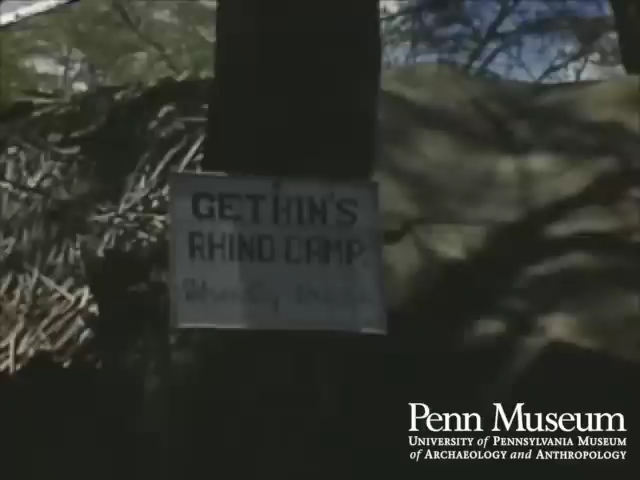 GETHIN'S
RHINO CAMP
Penn Museum
UNIVERSITY of PENNSYLVANIA MUSEUM
of ARCHAEOLOGY and ANTHROPOLOGY